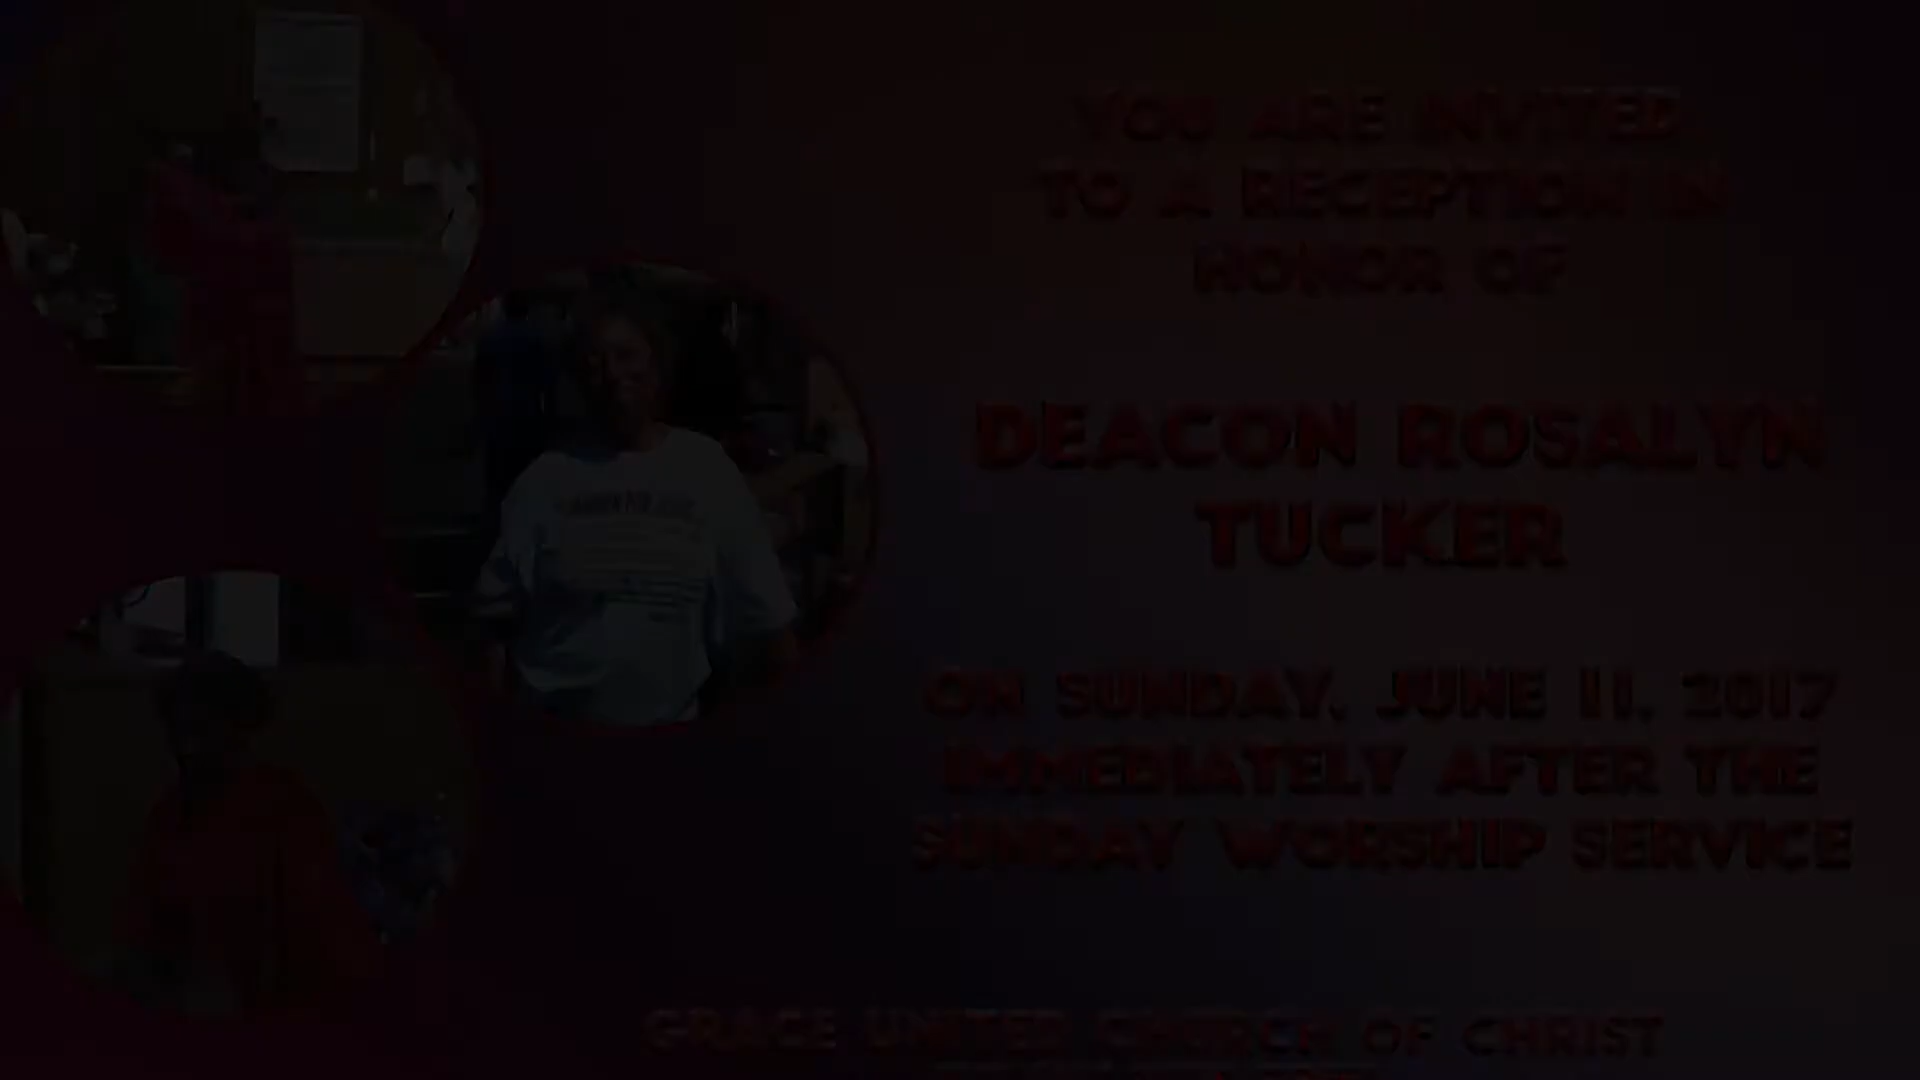 YOU ARE INVITED
TO A RECEPTION IN
HONOR OF
DEACON ROSALYN
TUCKER
ON SUNDAY, JUNE 11, 2017
IMMEDIATELY AFTER THE
SUNDAY WORSHIP SERVICE
GRACE UNITED CHURCH OF CHRIST